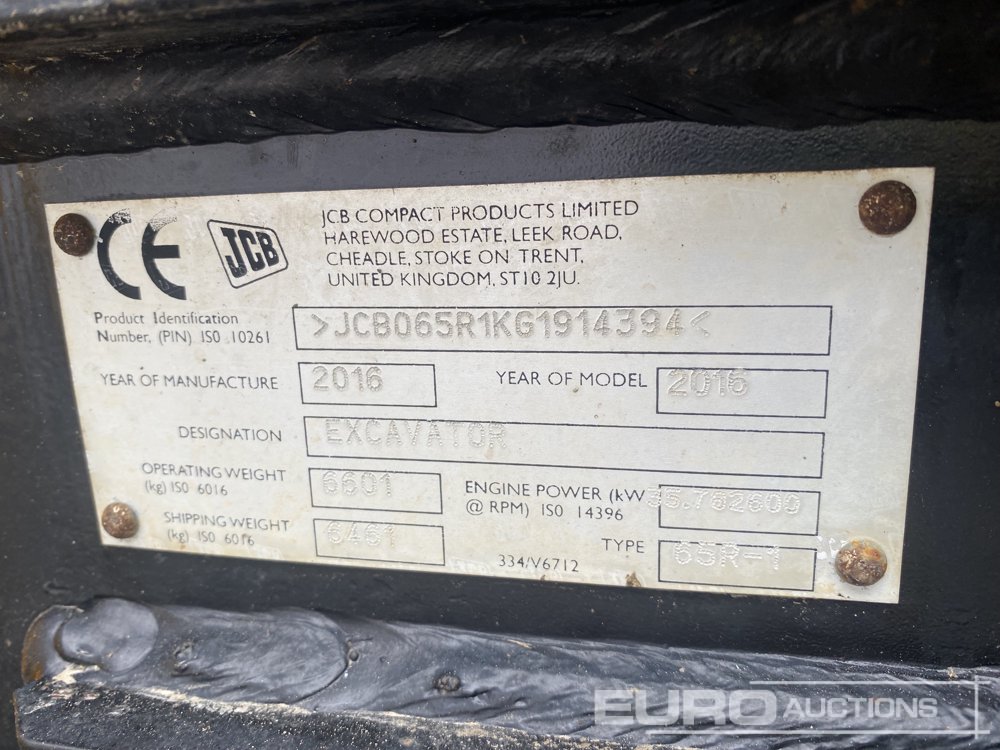 CE JCB
JCB COMPACT PRODUCTS LIMITED
HAREWOOD ESTATE, LEEK ROAD,
CHEADLE, STOKE ON TRENT,
UNITED KINGDOM, ST10 2JU.
Product Identification
Number, (PIN) ISO 10261
>JCB065R1KG1914394<
YEAR OF MANUFACTURE 2016 YEAR OF MODEL 2016
DESIGNATION EXCAVATOR
OPERATING WEIGHT
(kg) ISO 6016
6601
ENGINE POWER (kW
@ RPM) ISO 14396
SHIPPING WEIGHT
(kg) ISO 6016
6461
TYPE 65R-1
334/V6712
EURO AUCTIONS